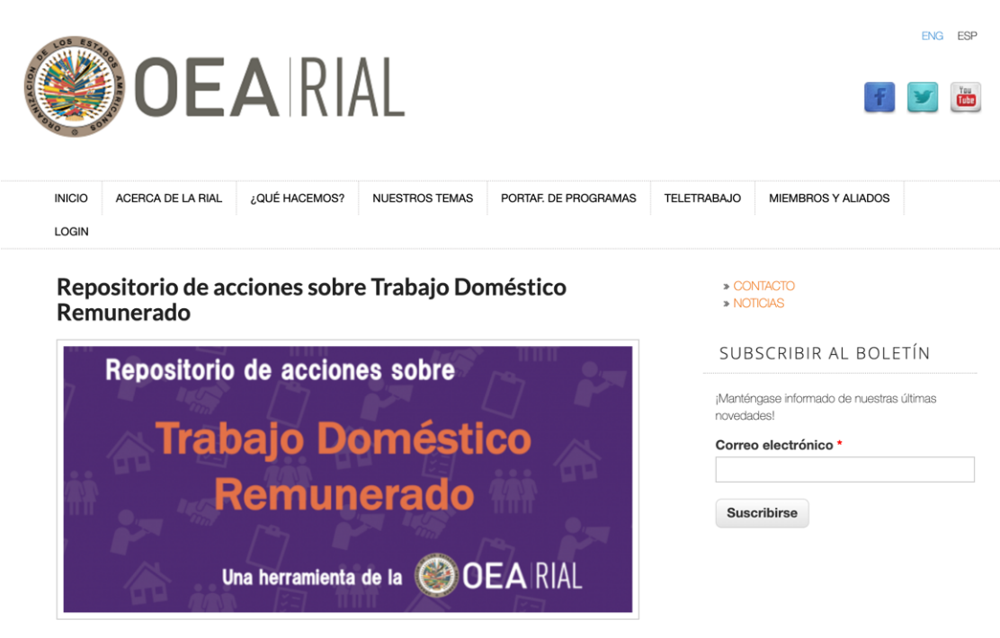 ENG ESP
ORGANIZACION DE LOS ESTADOS AMERICANOS
OEA RIAL
You Tube
INICIO ACERCA DE LA RIAL ¿QUÉ HACEMOS? NUESTROS TEMAS PORTAF. DE PROGRAMAS TELETRABAJO MIEMBROS Y ALIADOS
LOGIN
Repositorio de acciones sobre Trabajo Doméstico
Remunerado
Repositorio de acciones sobre
Trabajo Doméstico
Remunerado
Una herramienta de la OEA RIAL
» CONTACTO
» NOTICIAS
SUBSCRIBIR AL BOLETÍN
¡Manténgase informado de nuestras últimas
novedades!
Correo electrónico *
Suscribirse